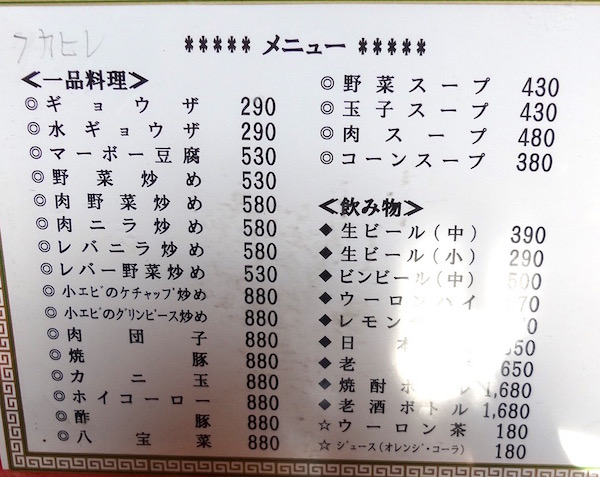 フカヒレ
***** メニュー *****
<一品料理>
◎ギョウザ 290
◎水ギョウザ 290
◎マーボー豆腐 530
◎野菜炒め 530
◎肉野菜炒め 580
◎肉ニラ炒め 580
◎レバニラ炒め 580
◎レバー野菜炒め 530
◎小エビのケチャップ炒め 880
◎小エビのグリンピース炒め 880
◎肉団子 880
◎焼豚 880
◎カニ玉 880
◎ホイコーロー 880
◎酢豚 880
◎八宝菜 880
◎野菜スープ 430
◎玉子スープ 430
◎肉スープ 480
◎コーンスープ 380
<飲み物>
◆生ビール(中) 390
◆生ビール(小) 290
◆ビンビール(中) 500
◆ウーロンハイ
◆レモン
◆日
◆老 650
◆焼酎ボトル 1,680
◆老酒ボトル 1,680
☆ウーロン茶 180
☆ジュース(オレンジ・コーラ) 180